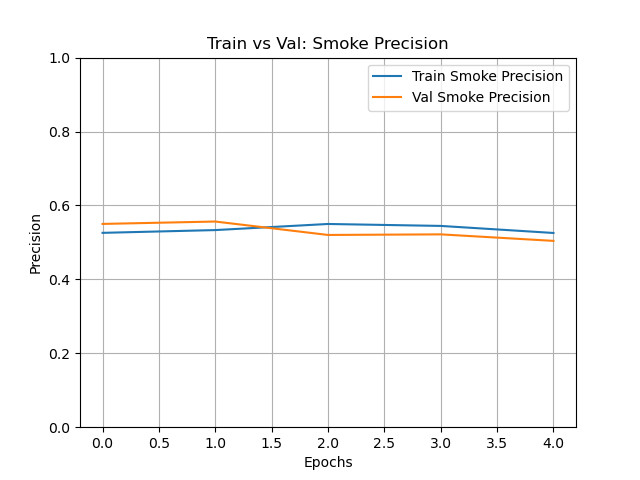 Train vs Val: Smoke Precision
Train Smoke Precision
Val Smoke Precision
1.0
0.8
0.6
0.4
0.2
0.0
Precision
0.0 0.5 1.0 1.5 2.0 2.5 3.0 3.5 4.0
Epochs